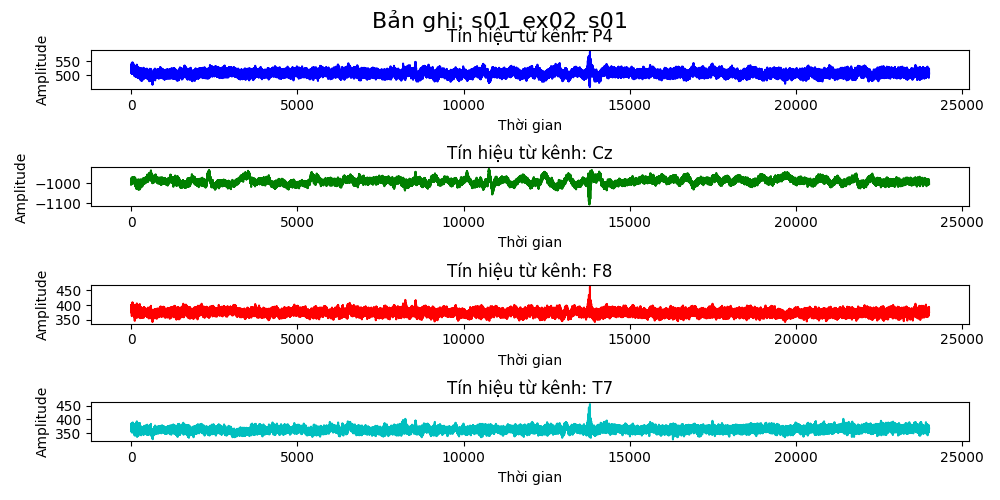 Bản ghi: s01_ex02_s01
Tín hiệu từ kênh: P4
Amplitude
550
500
0 5000 10000 15000 20000 25000
Thời gian
Tín hiệu từ kênh: Cz
Amplitude
−1000
−1100
0 5000 10000 15000 20000 25000
Thời gian
Tín hiệu từ kênh: F8
Amplitude
450
400
350
0 5000 10000 15000 20000 25000
Thời gian
Tín hiệu từ kênh: T7
Amplitude
450
400
350
0 5000 10000 15000 20000 25000
Thời gian